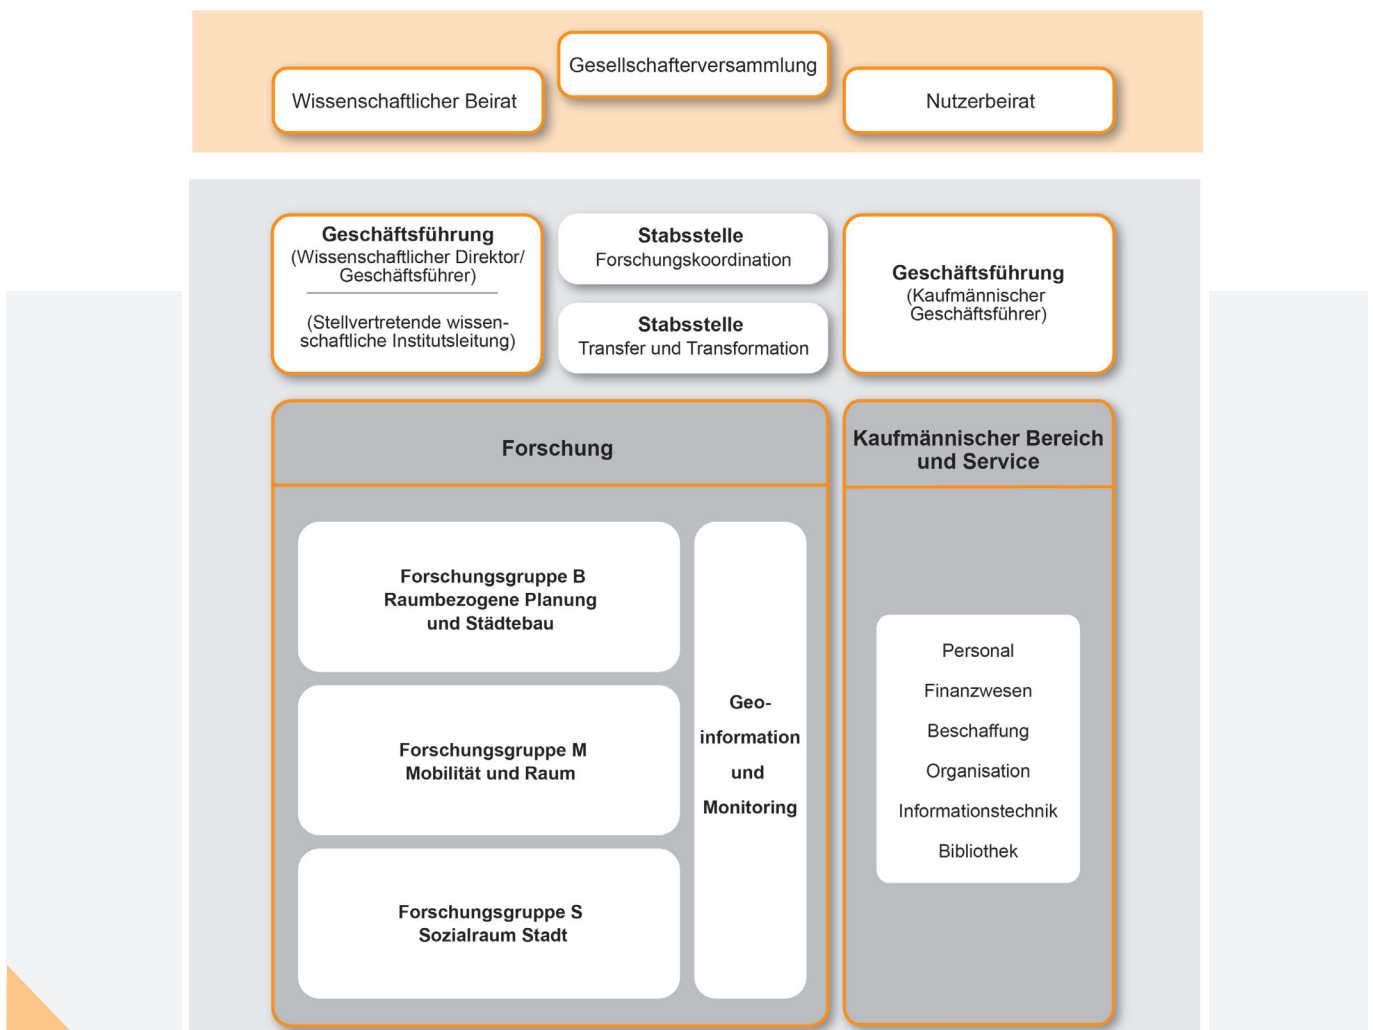 Gesellschafterversammlung
Wissenschaftlicher Beirat
Nutzerbeirat
Geschäftsführung
(Wissenschaftlicher Direktor/
Geschäftsführer)
(Stellvertretende wissen-
schaftliche Institutsleitung)
Stabsstelle
Forschungskoordination
Stabsstelle
Transfer und Transformation
Geschäftsführung
(Kaufmännischer
Geschäftsführer)
Forschung
Forschungsgruppe B
Raumbezogene Planung
und Städtebau
Forschungsgruppe M
Mobilität und Raum
Forschungsgruppe S
Sozialraum Stadt
Geo-
information
und
Monitoring
Kaufmännischer Bereich
und Service
Personal
Finanzwesen
Beschaffung
Organisation
Informationstechnik
Bibliothek